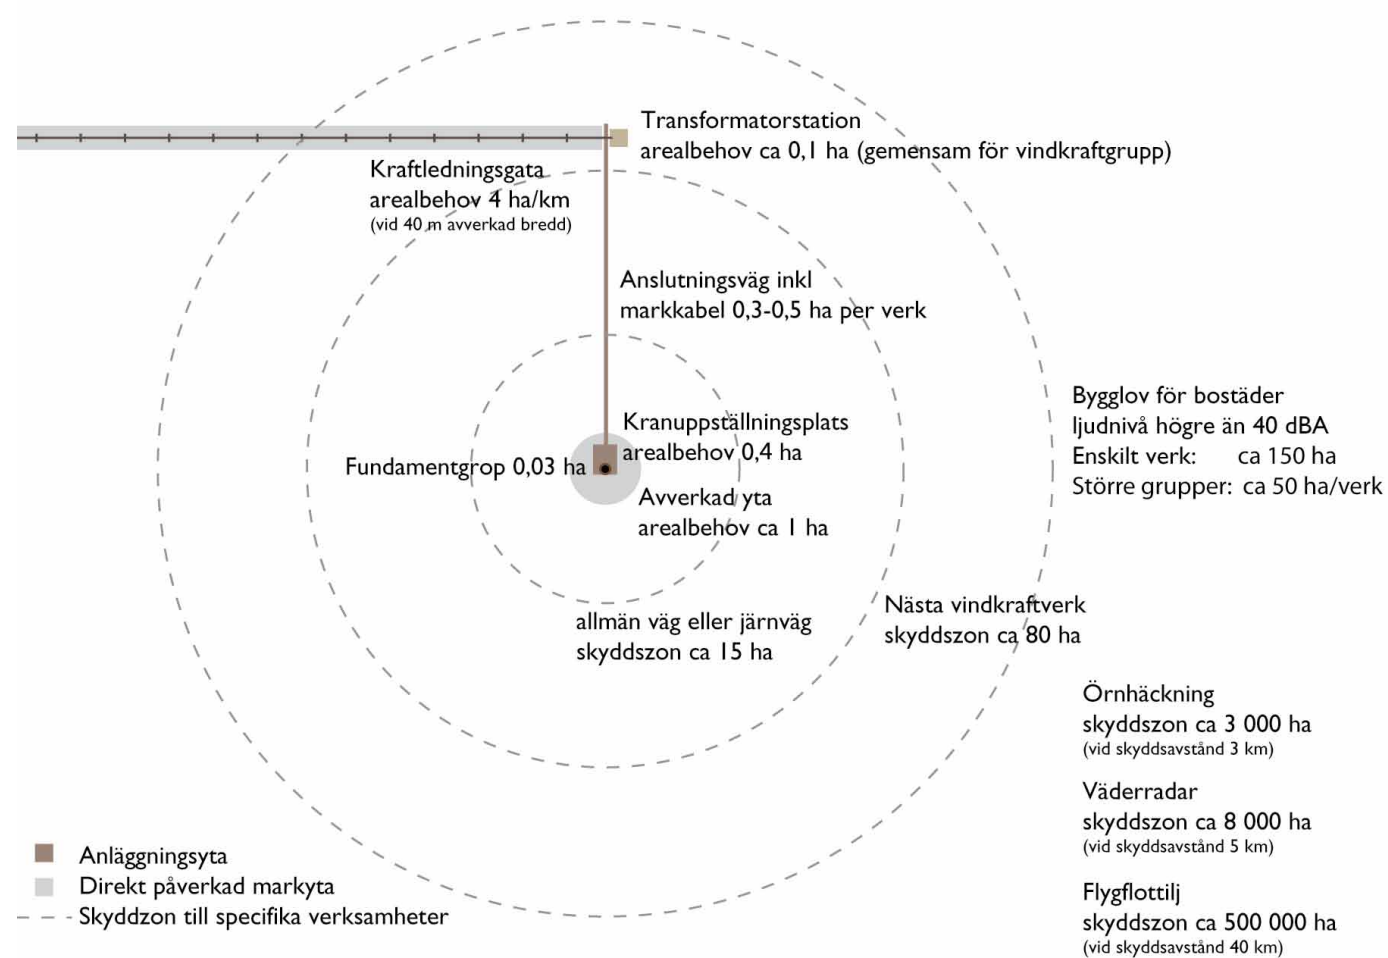 Transformatorstation
arealbehov ca 0,1 ha (gemensam för vindkraftgrupp)
Kraftledningsgata
arealbehov 4 ha/km
(vid 40 m avverkad bredd)
Anslutningsväg inkl
markkabel 0,3-0,5 ha per verk
Bygglov för bostäder
ljudnivå högre än 40 dBA
Enskilt verk: ca 150 ha
Större grupper: ca 50 ha/verk
Kranuppställningsplats
arealbehov 0,4 ha
Fundamentgrop 0,03 ha
Avverkad yta
arealbehov ca 1 ha
allmän väg eller järnväg
skyddszon ca 15 ha
Nästa vindkraftverk
skyddszon ca 80 ha
Örnhäckning
skyddszon ca 3 000 ha
(vid skyddsavstånd 3 km)
Väderradar
skyddszon ca 8 000 ha
(vid skyddsavstånd 5 km)
Flygflottilj
skyddszon ca 500 000 ha
(vid skyddsavstånd 40 km)
Anläggningsyta
Direkt påverkad markyta
Skyddzon till specifika verksamheter